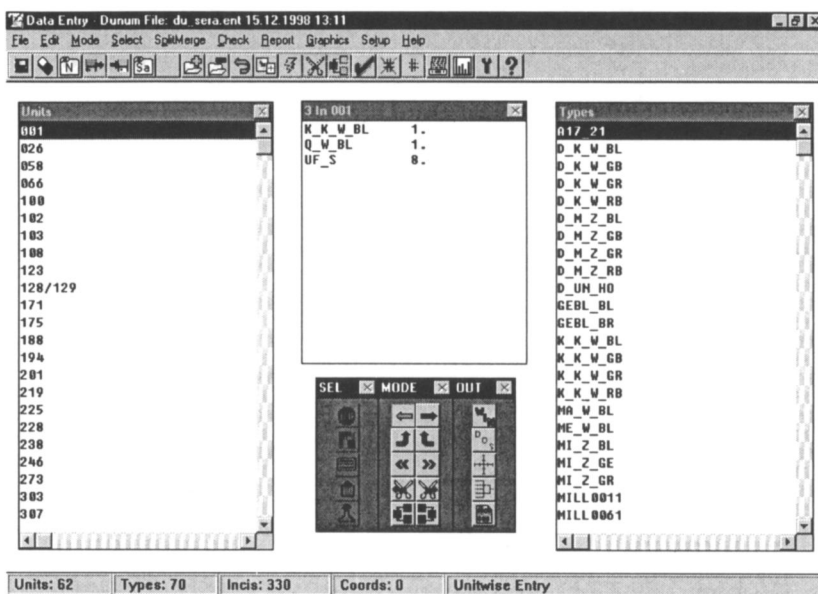 Data Entry - Dunum File: du_sera.ent 15.12.1998 13:11
File Edit Mode Select SplitMerge Check Report Graphics Setup Help
N Sa # ?
Units
001
026
058
066
100
102
103
108
123
128/129
171
175
188
194
201
219
225
228
238
246
273
303
307
3 In 001
K_K_W_BL 1.
Q_W_BL 1.
UF_S 8.
SEL MODE OUT
Types
A17_21
D_K_W_BL
D_K_W_GB
D_K_W_GR
D_K_W_RB
D_M_Z_BL
D_M_Z_GB
D_M_Z_GR
D_M_Z_RB
D_UN_HO
GEBL_BL
GEBL_BR
K_K_W_BL
K_K_W_GB
K_K_W_GR
K_K_W_RB
MA_W_BL
ME_W_BL
MI_Z_BL
MI_Z_GE
MI_Z_GR
MILL0011
MILL0061
Units: 62 Types: 70 Incis: 330 Coords: 0 Unitwise Entry